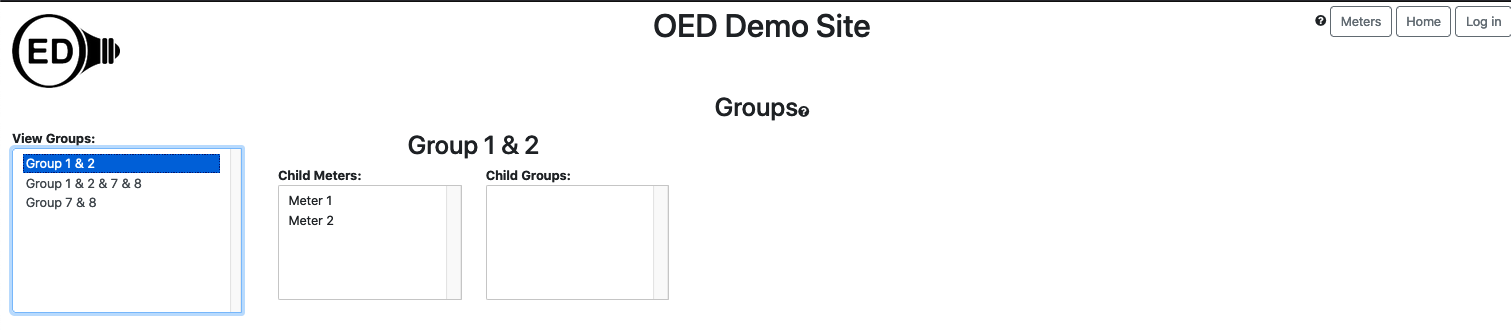 OED Demo Site
? Meters Home Log in
ED
Groups?
View Groups:
Group 1 & 2
Group 1 & 2 & 7 & 8
Group 7 & 8
Group 1 & 2
Child Meters:
Meter 1
Meter 2
Child Groups: